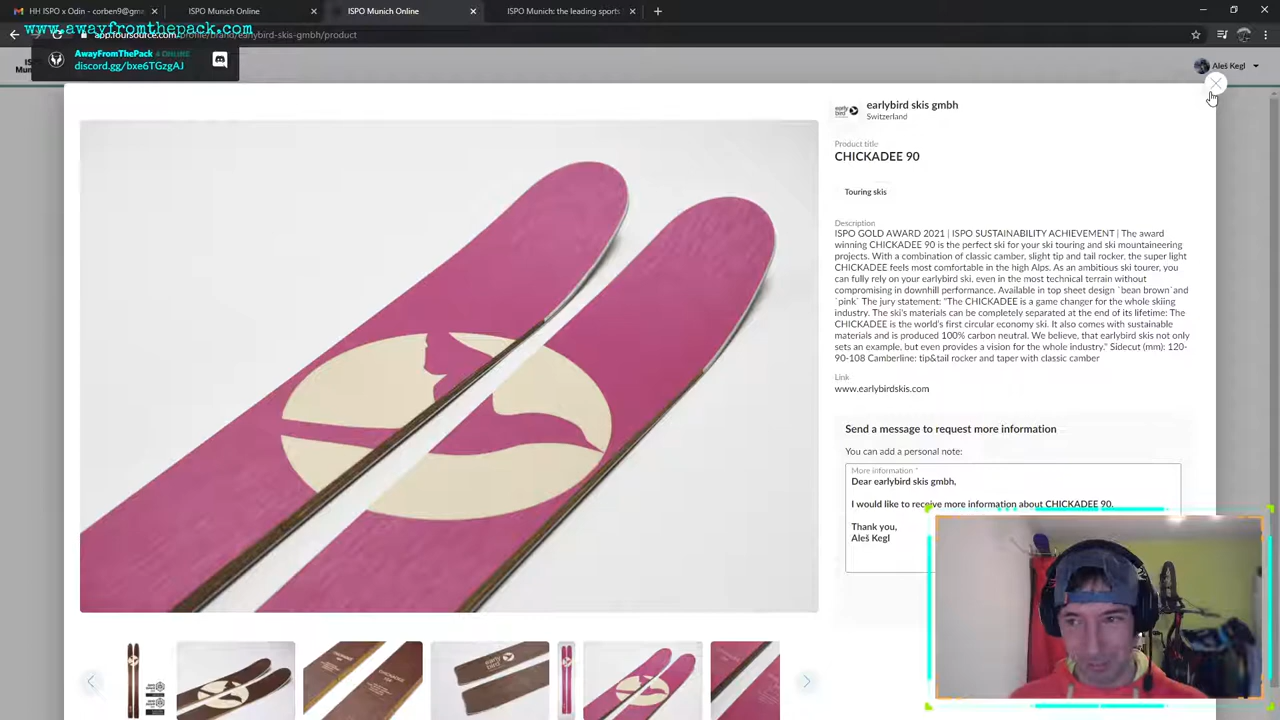 HH ISPO x Odin - corben9@gm
ISPO Munich Online
ISPO Munich Online
ISPO Munich: the leading sports
www.awayfromthepack.com
/brand/earlybird-skis-gmbh/product
AwayFromThePack 4 ONLINE
discord.gg/bxe6TGzgAJ
Aleš Kegl
early bird
earlybird skis gmbh
Switzerland
Product title
CHICKADEE 90
Touring skis
Description
ISPO GOLD AWARD 2021 | ISPO SUSTAINABILITY ACHIEVEMENT | The award
winning CHICKADEE 90 is the perfect ski for your ski touring and ski mountaineering
projects. With a combination of classic camber, slight tip and tail rocker, the super light
CHICKADEE feels most comfortable in the high Alps. As an ambitious ski tourer, you
can fully rely on your earlybird ski, even in the most technical terrain without
compromising in downhill performance. Available in top sheet design `bean brown`and
`pink` The jury statement: "The CHICKADEE is a game changer for the whole skiing
industry. The ski's materials can be completely separated at the end of its lifetime: The
CHICKADEE is the world's first circular economy ski. It also comes with sustainable
materials and is produced 100% carbon neutral. We believe, that earlybird skis not only
sets an example, but even provides a vision for the whole industry." Sidecut (mm): 120-
90-108 Camberline: tip&tail rocker and taper with classic camber
Link
www.earlybirdskis.com
Send a message to request more information
You can add a personal note:
More information *
Dear earlybird skis gmbh,
I would like to receive more information about CHICKADEE 90.
Thank you,
Aleš Kegl
early
bird